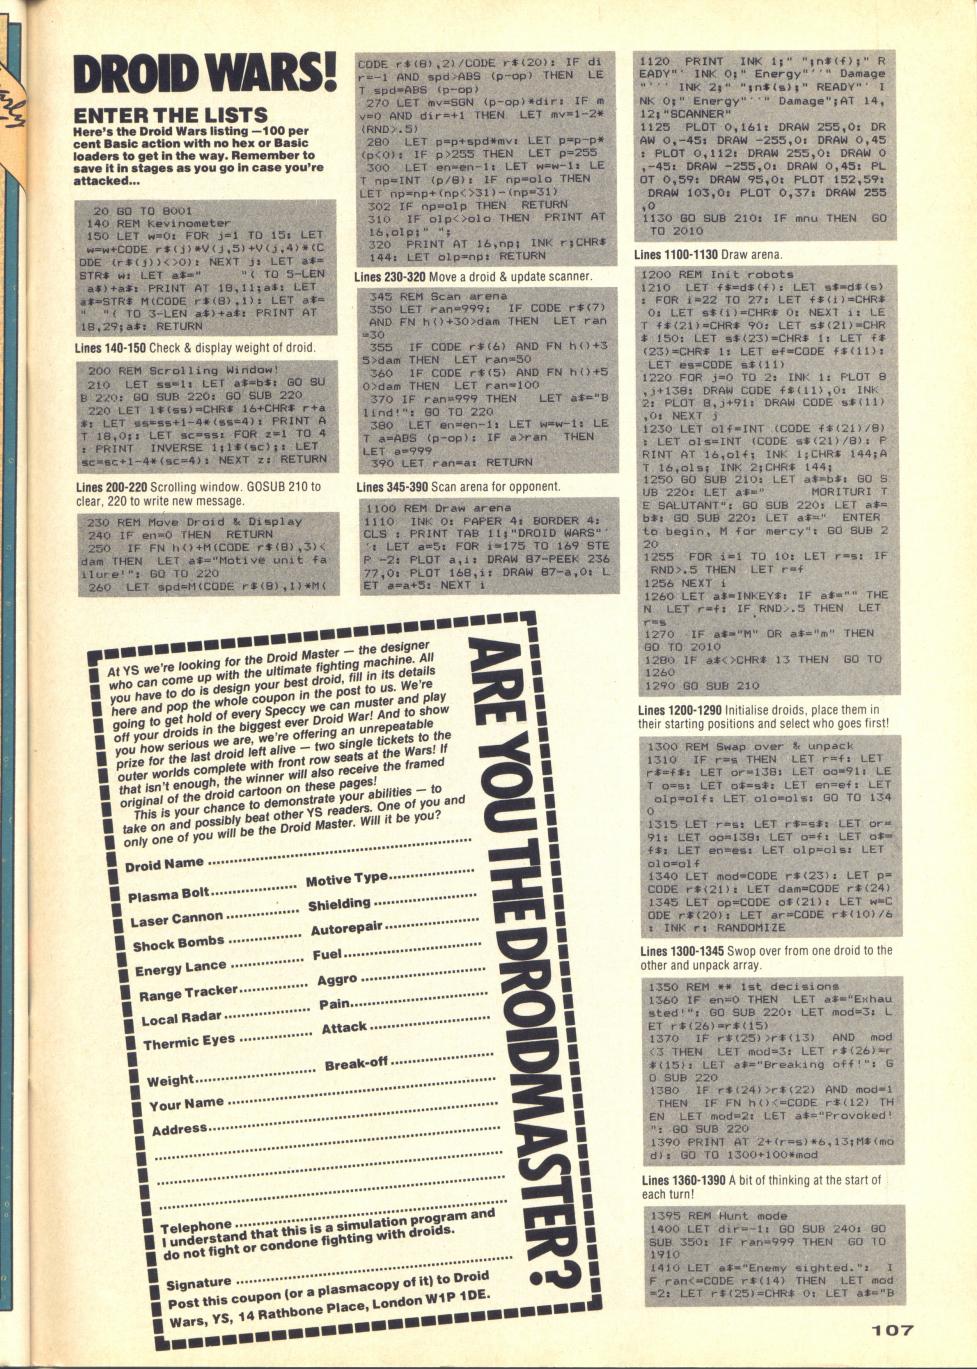 DROID WARS!
ENTER THE LISTS
Here's the Droid Wars listing —100 per
cent Basic action with no hex or Basic
loaders to get in the way. Remember to
save it in stages as you go in case you're
attacked...
20 GO TO 8001
140 REM Kevinometer
150 LET w=0: FOR j=1 TO 15: LET
w=w+CODE r$(j)*V(j,5)+V(j,4)*(C
ODE (r$(j))<>0): NEXT j: LET a$=
STR$ w: LET a$="     "( TO 5-LEN
a$)+a$: PRINT AT 18,11;a$: LET
a$=STR$ M(CODE r$(8),1): LET a$=
"   "( TO 3-LEN a$)+a$: PRINT AT
18,29;a$: RETURN
Lines 140-150 Check & display weight of droid.
200 REM Scrolling Window!
210 LET ss=1: LET a$=b$: GO SU
B 220: GO SUB 220: GO SUB 220
220 LET l$(ss)=CHR$ 16+CHR$ r+a
$: LET ss=ss+1-4*(ss=4): PRINT A
T 18,0;: LET sc=ss: FOR z=1 TO 4
: PRINT INVERSE 1;l$(sc);: LET
sc=sc+1-4*(sc=4): NEXT z: RETURN
Lines 200-220 Scrolling window. GOSUB 210 to
clear, 220 to write new message.
230 REM Move Droid & Display
240 IF en=0 THEN RETURN
250 IF FN h()+M(CODE r$(8),3)<
dam THEN LET a$="Motive unit fa
ilure!": GO TO 220
260 LET spd=M(CODE r$(8),1)*M(
CODE r$(8),2)/CODE r$(20): IF di
r=-1 AND spd>ABS (p-op) THEN LE
T spd=ABS (p-op)
270 LET mv=SGN (p-op)*dir: IF m
v=0 AND dir=+1 THEN LET mv=1-2*
(RND>.5)
280 LET p=p+spd*mv: LET p=p-p*
(p<0): IF p>255 THEN LET p=255
300 LET en=en-1: LET w=w-1: LE
T np=INT (p/8): IF np=olo THEN
LET np=np+(np<>31)-(np=31)
302 IF np=olp THEN RETURN
310 IF olp<>olo THEN PRINT AT
16,olp;" ";
320 PRINT AT 16,np; INK r;CHR$
144: LET olp=np: RETURN
Lines 230-320 Move a droid & update scanner.
345 REM Scan arena
350 LET ran=999: IF CODE r$(7)
AND FN h()+30>dam THEN LET ran
=30
355 IF CODE r$(6) AND FN h()+3
5>dam THEN LET ran=50
360 IF CODE r$(5) AND FN h()+5
0>dam THEN LET ran=100
370 IF ran=999 THEN LET a$="B
lind!": GO TO 220
380 LET en=en-1: LET w=w-1: LE
T a=ABS (p-op): IF a>ran THEN
LET a=999
390 LET ran=a: RETURN
Lines 345-390 Scan arena for opponent.
1100 REM Draw arena
1110 INK 0: PAPER 4: BORDER 4:
CLS : PRINT TAB 11;"DROID WARS"'
': LET a=5: FOR i=175 TO 169 STE
P -2: PLOT a,i: DRAW 87-PEEK 236
77,0: PLOT 168,i: DRAW 87-a,0: L
ET a=a+5: NEXT i
1120 PRINT INK 1;" ";n$(f);" R
EADY"' INK 0;" Energy"''" Damage
"''' INK 2;" ";n$(s);" READY"' I
NK 0;" Energy"''" Damage";AT 14,
12;"SCANNER"
1125 PLOT 0,161: DRAW 255,0: DR
AW 0,-45: DRAW -255,0: DRAW 0,45
: PLOT 0,112: DRAW 255,0: DRAW 0
,-45: DRAW -255,0: DRAW 0,45: PL
OT 0,59: DRAW 95,0: PLOT 152,59:
DRAW 103,0: PLOT 0,37: DRAW 255
,0
1130 GO SUB 210: IF mnu THEN GO
TO 2010
Lines 1100-1130 Draw arena.
1200 REM Init robots
1210 LET f$=d$(f): LET s$=d$(s)
: FOR i=22 TO 27: LET f$(i)=CHR$
0: LET s$(i)=CHR$ 0: NEXT i: LE
T f$(21)=CHR$ 90: LET s$(21)=CHR
$ 150: LET s$(23)=CHR$ 1: LET f$
(23)=CHR$ 1: LET ef=CODE f$(11):
LET es=CODE s$(11)
1220 FOR j=0 TO 2: INK 1: PLOT 8
,j+138: DRAW CODE f$(11),0: INK
2: PLOT 8,j+91: DRAW CODE s$(11)
,0: NEXT j
1230 LET olf=INT (CODE f$(21)/8)
: LET ols=INT (CODE s$(21)/8): P
RINT AT 16,olf; INK 1;CHR$ 144;A
T 16,ols; INK 2;CHR$ 144;
1250 GO SUB 210: LET a$=b$: GO S
UB 220: LET a$="      MORITURI T
E SALUTANT": GO SUB 220: LET a$=
b$: GO SUB 220: LET a$="  ENTER
to begin, M for mercy": GO SUB 2
20
1255 FOR i=1 TO 10: LET r=s: IF
RND>.5 THEN LET r=f
1256 NEXT i
1260 LET a$=INKEY$: IF a$="" THE
N LET r=f: IF RND>.5 THEN LET
r=s
1270 IF a$="M" OR a$="m" THEN
GO TO 2010
1280 IF a$<>CHR$ 13 THEN GO TO
1260
1290 GO SUB 210
Lines 1200-1290 Initialise droids, place them in
their starting positions and select who goes first!
1300 REM Swap over & unpack
1310 IF r=s THEN LET r=f: LET
r$=f$: LET or=138: LET oo=91: LE
T o=s: LET o$=s$: LET en=ef: LET
olp=olf: LET olo=ols: GO TO 134
0
1315 LET r=s: LET r$=s$: LET or=
91: LET oo=138: LET o=f: LET o$=
f$: LET en=es: LET olp=ols: LET
olo=olf
1340 LET mod=CODE r$(23): LET p=
CODE r$(21): LET dam=CODE r$(24)
1345 LET op=CODE o$(21): LET w=C
ODE r$(20): LET ar=CODE r$(10)/6
: INK r: RANDOMIZE
Lines 1300-1345 Swop over from one droid to the
other and unpack array.
1350 REM ** 1st decisions
1360 IF en=0 THEN LET a$="Exhau
sted!": GO SUB 220: LET mod=3: L
ET r$(26)=r$(15)
1370 IF r$(25)>r$(13) AND mod
<3 THEN LET mod=3: LET r$(26)=r
$(15): LET a$="Breaking off!": G
O SUB 220
1380 IF r$(24)>r$(22) AND mod=1
THEN IF FN h()<=CODE r$(12) TH
EN LET mod=2: LET a$="Provoked!
": GO SUB 220
1390 PRINT AT 2+(r=s)*6,13;M$(mo
d): GO TO 1300+100*mod
Lines 1360-1390 A bit of thinking at the start of
each turn!
1395 REM Hunt mode
1400 LET dir=-1: GO SUB 240: GO
SUB 350: IF ran=999 THEN GO TO
1910
1410 LET a$="Enemy sighted.": I
F ran<=CODE r$(14) THEN LET mod
=2: LET r$(25)=CHR$ 0: LET a$="B
At YS we're looking for the Droid Master — the designer
who can come up with the ultimate fighting machine. All
you have to do is design your best droid, fill in its details
here and pop the whole coupon in the post to us. We're
going to get hold of every Speccy we can muster and play
off your droids in the biggest ever Droid War! And to show
you how serious we are, we're offering an unrepeatable
prize for the last droid left alive — two single tickets to the
outer worlds complete with front row seats at the Wars! If
that isn't enough, the winner will also receive the framed
original of the droid cartoon on these pages!
This is your chance to demonstrate your abilities — to
take on and possibly beat other YS readers. One of you and
only one of you will be the Droid Master. Will it be you?
Droid Name
Plasma Bolt Motive Type
Laser Cannon Shielding
Shock Bombs Autorepair
Energy Lance Fuel
Range Tracker Aggro
Local Radar Pain
Thermic Eyes Attack
Weight Break-off
Your Name
Address
Telephone
I understand that this is a simulation program and
do not fight or condone fighting with droids.
Signature
Post this coupon (or a plasmacopy of it) to Droid
Wars, YS, 14 Rathbone Place, London W1P 1DE.
ARE YOU THE DROIDMASTER?
107